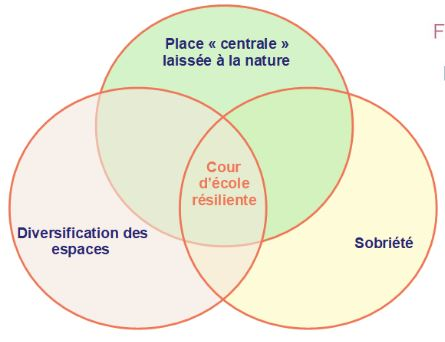 Place « centrale »
laissée à la nature
F
Cour
d'école
résiliente
Diversification des
espaces
Sobriété